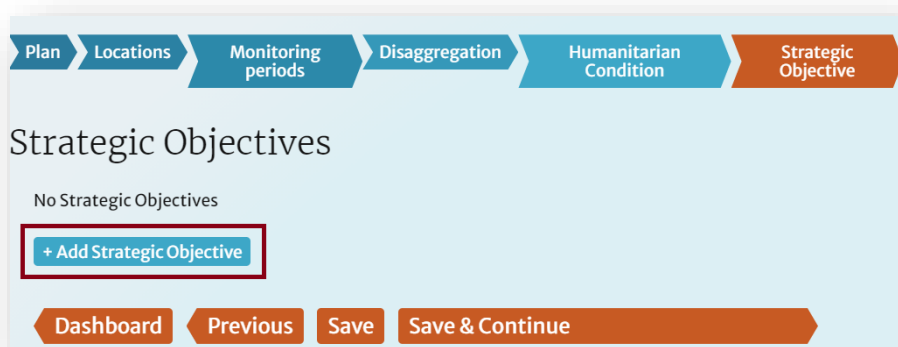 Plan
Locations
Monitoring
periods
Disaggregation
Humanitarian
Condition
Strategic
Objective
Strategic Objectives
No Strategic Objectives
+ Add Strategic Objective
Dashboard
Previous
Save
Save & Continue